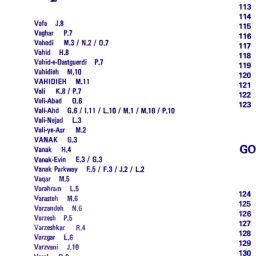 Vafa J.8
Vaghar P.7
Vahedi M.3 / N.2 / O.7
Vahid H.8
Vahid-e-Dastguerdi P.7
Vahidieh M.10
VAHIDIEH M.11
Vali K.8 / P.7
Vali-Abad O.6
Vali-Ahd G.6 / I.11 / L.10 / M.1 / M.10 / P.10
Vali-Nejad L.3
Vali-ye-Asr M.2
VANAK G.3
Vanak H.4
Vanak-Evin E.3 / G.3
Vanak Parkway E.5 / F.3 / J.2 / L.2
Vaqar M.5
Varahram L.5
Varasteh M.6
Varzandeh N.6
Varzesh P.5
Varzeshkar R.4
Varzgar L.6
Varzvani J.10
113
114
115
116
117
118
119
120
121
122
123
GO
124
125
126
127
128
129
130